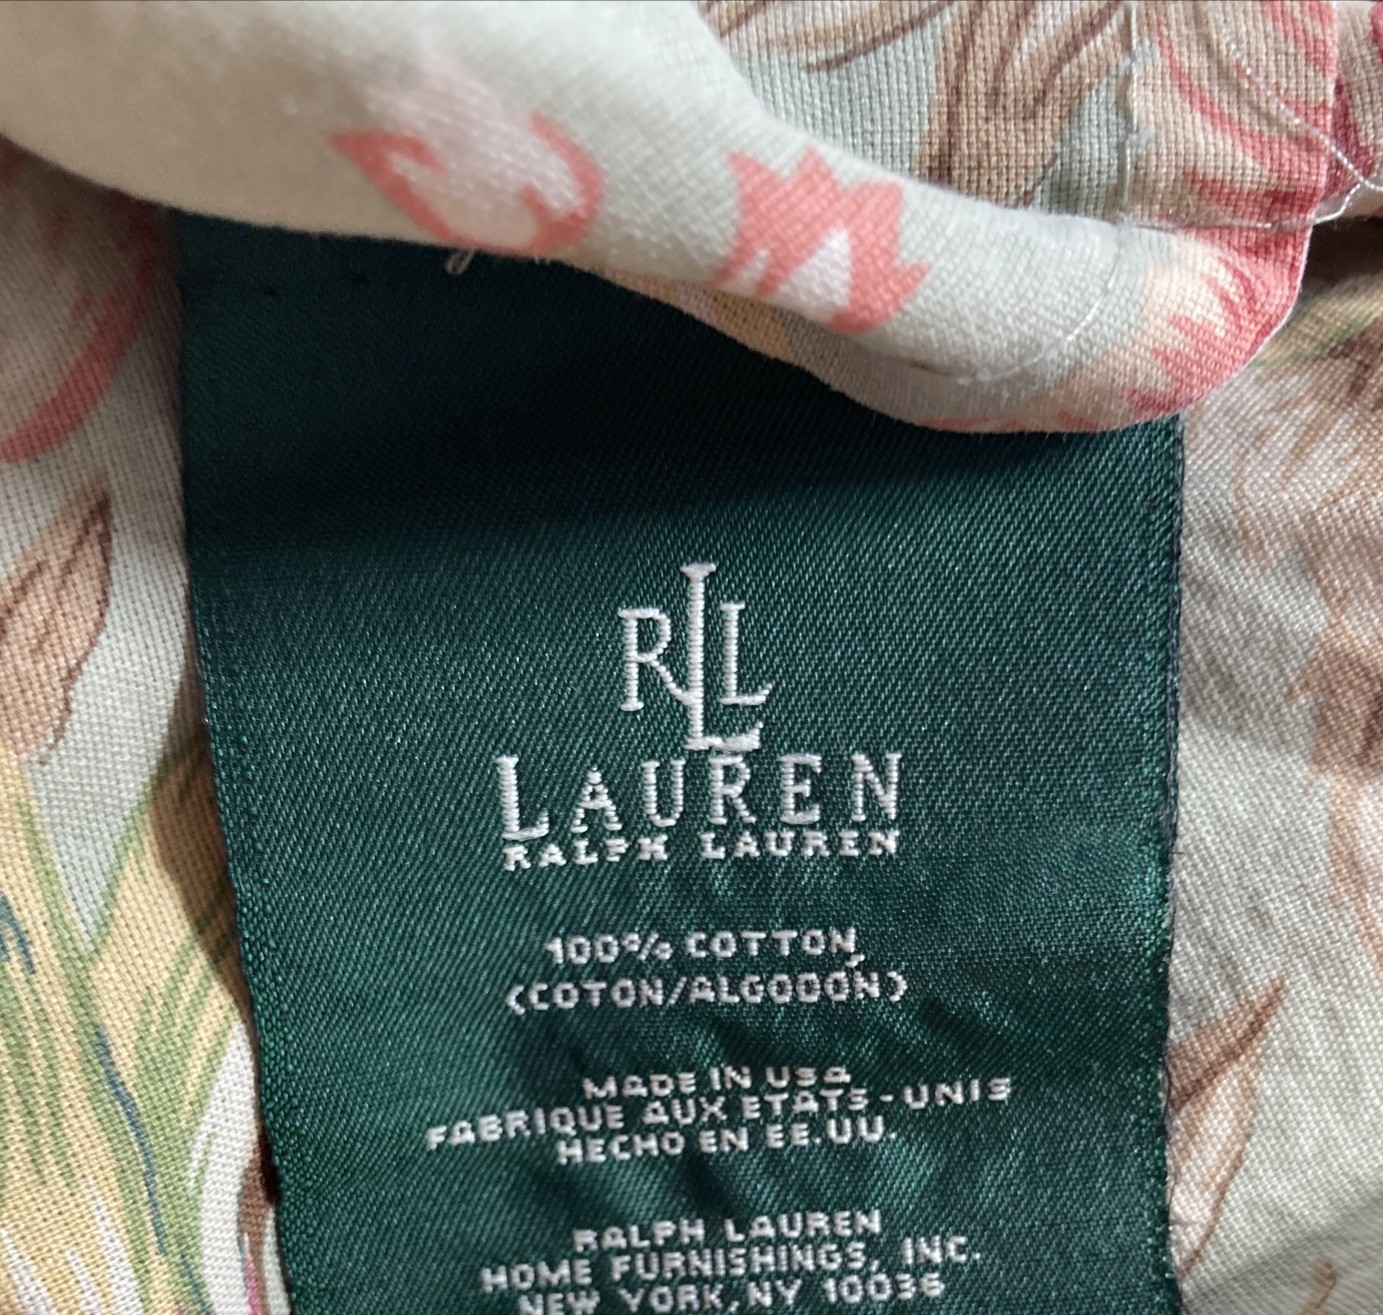 RLL
LAUREN
RALPH LAUREN
100% COTTON,
(COTON/ALGODON)
MADE IN USA
FABRIQUE AUX ETATS-UNIS
HECHO EN EE.UU.
RALPH LAUREN
HOME FURNISHINGS, INC.
NEW YORK, NY 10036